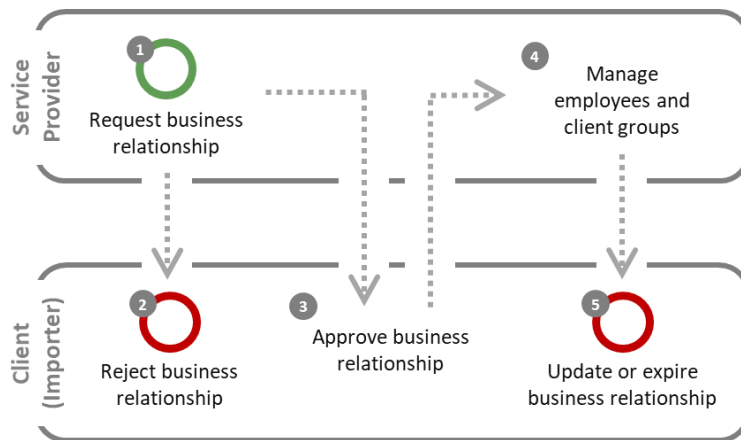 Service
Provider
1
Request business
relationship
4
Manage
employees and
client groups
Client
(Importer)
2
Reject business
relationship
3
Approve business
relationship
5
Update or expire
business relationship